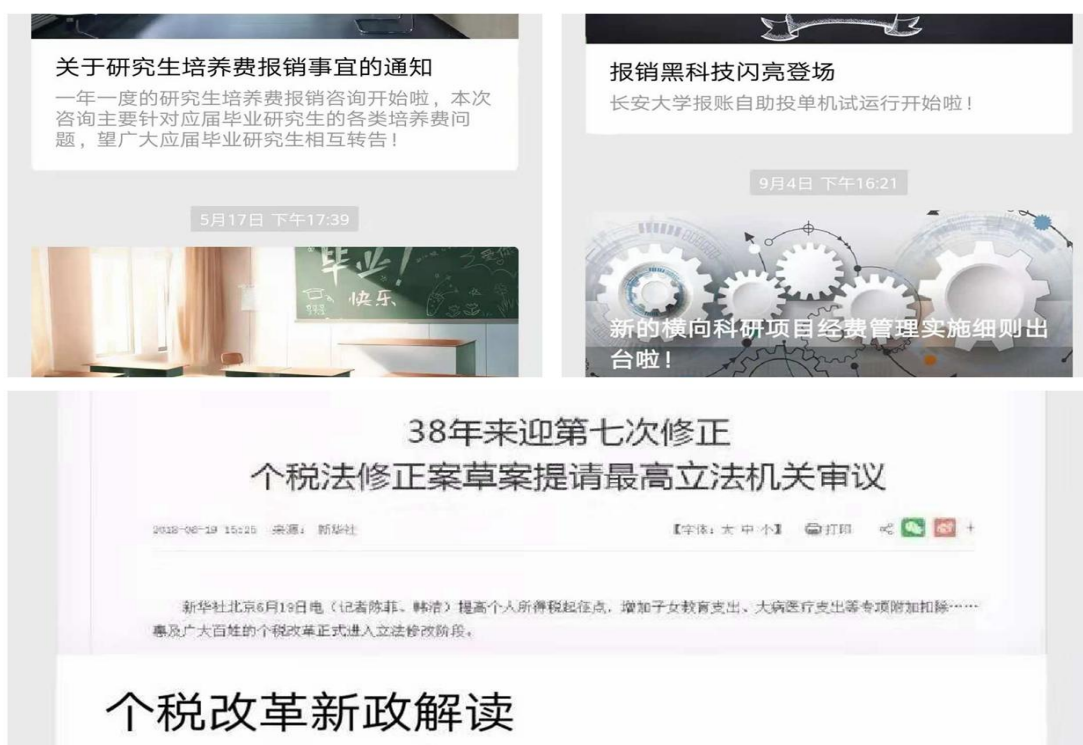 关于研究生培养费报销事宜的通知
一年一度的研究生培养费报销咨询开始啦，本次
咨询主要针对应届毕业研究生的各类培养费问
题，望广大应届毕业研究生相互转告！
5月17日 下午17:39
毕业！
快乐
报销黑科技闪亮登场
长安大学报账自助投单机试运行开始啦！
9月4日 下午16:21
新的横向科研项目经费管理实施细则出
台啦！
38年来迎第七次修正
个税法修正案草案提请最高立法机关审议
2018-06-19 15:25 来源：新华社
【字体：大 中 小】 打印
新华社北京6月19日电（记者陈菲、韩洁）提高个人所得税起征点，增加子女教育支出、大病医疗支出等专项附加扣除……
惠及广大百姓的个税改革正式进入立法修改阶段。
个税改革新政解读